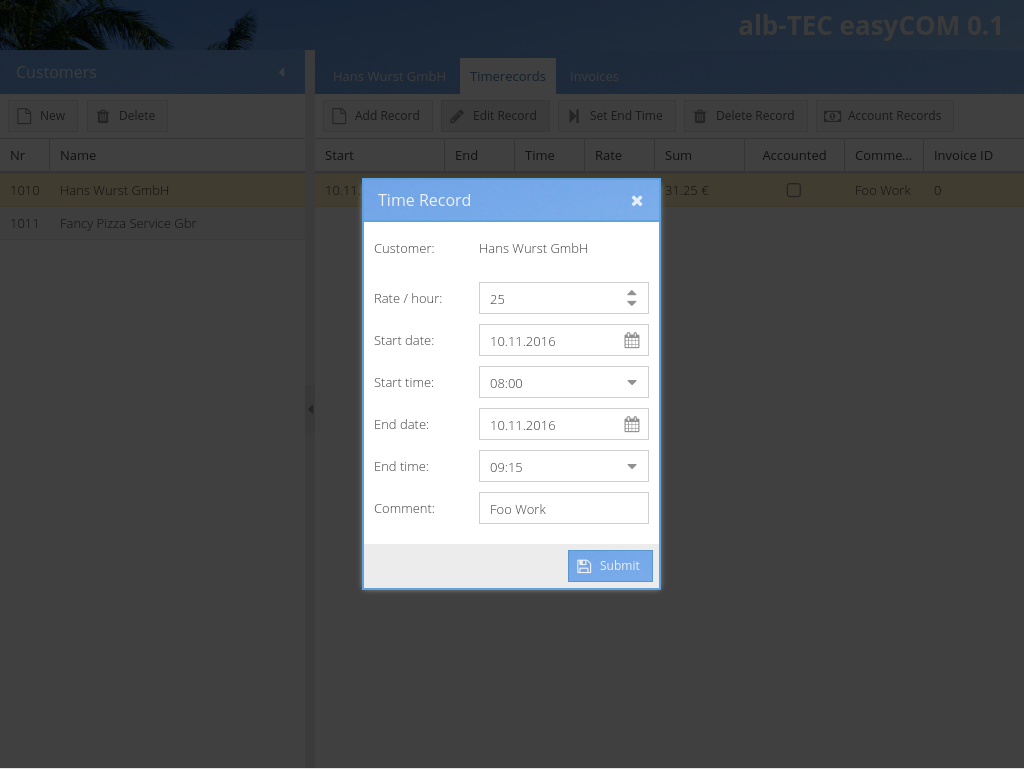 alb-TEC easyCOM 0.1
Customers
Hans Wurst GmbH Timerecords Invoices
New Delete
Add Record Edit Record Set End Time Delete Record Account Records
Nr Name
Start End Time Rate Sum Accounted Comme... Invoice ID
1010 Hans Wurst GmbH
10.11. 31.25 € Foo Work 0
1011 Fancy Pizza Service Gbr
Time Record
Customer: Hans Wurst GmbH
Rate / hour: 25
Start date: 10.11.2016
Start time: 08:00
End date: 10.11.2016
End time: 09:15
Comment: Foo Work
Submit